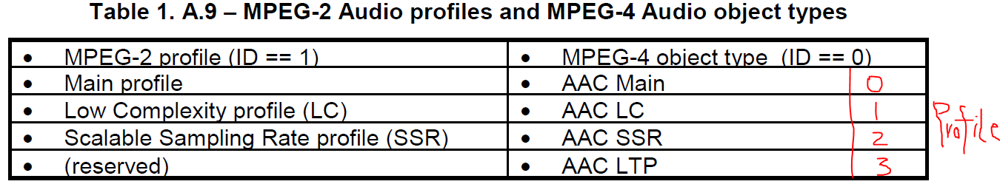 Table 1. A.9 – MPEG-2 Audio profiles and MPEG-4 Audio object types
• MPEG-2 profile (ID == 1) • MPEG-4 object type (ID == 0)
• Main profile • AAC Main 0
• Low Complexity profile (LC) • AAC LC 1
• Scalable Sampling Rate profile (SSR) • AAC SSR 2
• (reserved) • AAC LTP 3
Profile